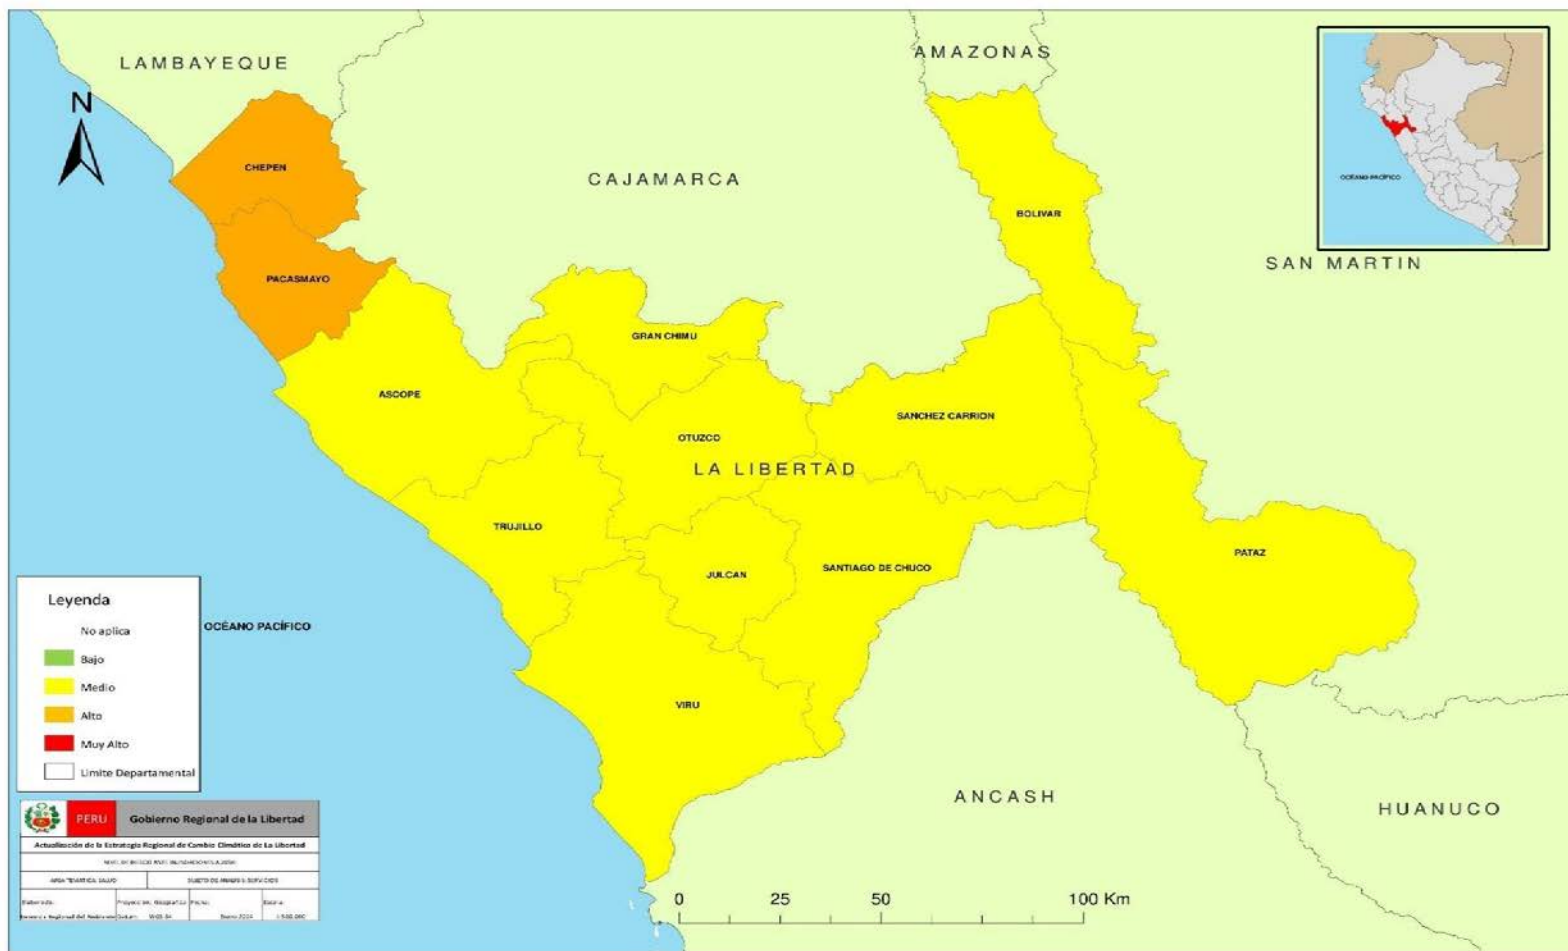 LAMBAYEQUE
AMAZONAS
N
CHEPEN
CAJAMARCA
OCÉANO PACÍFICO
BOLIVAR
SAN MARTIN
PACASMAYO
GRAN CHIMU
ASCOPE
SANCHEZ CARRION
OTUZCO
LA LIBERTAD
TRUJILLO
PATAZ
JULCAN
SANTIAGO DE CHUCO
Leyenda
No aplica
Bajo
Medio
Alto
Muy Alto
Limite Departamental
OCÉANO PACÍFICO
VIRU
ANCASH
HUANUCO
PERU
Gobierno Regional de la Libertad
Actualización de la Estrategia Regional de Cambio Climático de La Libertad
0 25 50 100 Km